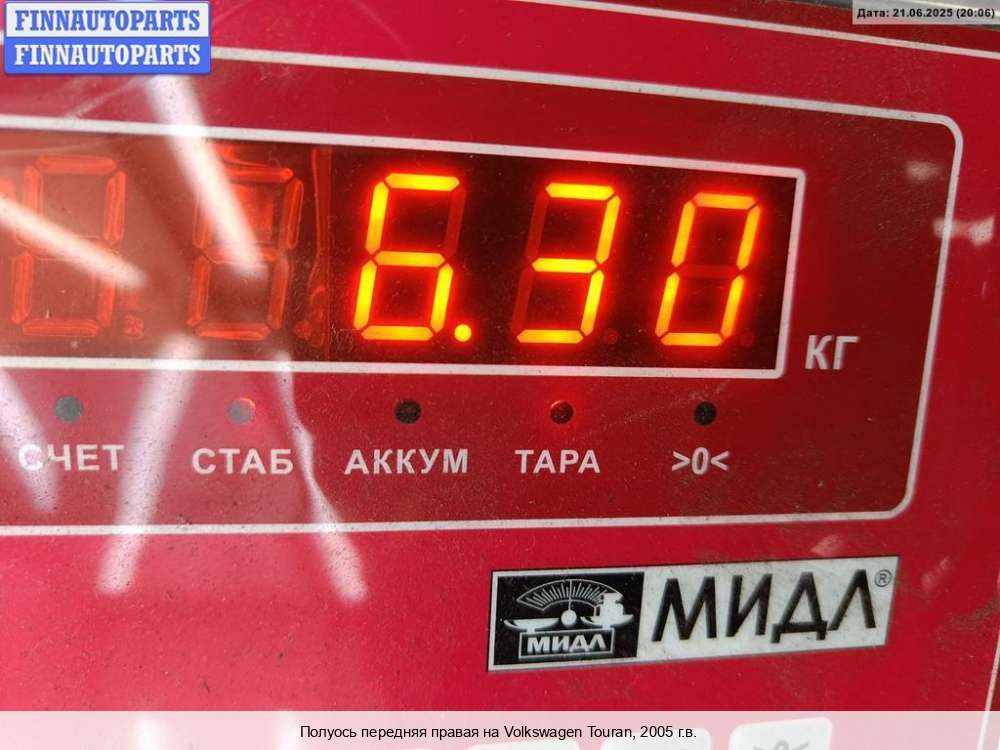 FINNAUTOPARTS
FINNAUTOPARTS
Дата: 21.06.2025 (20:06)
6.30
КГ
СЧЕТ СТАБ АККУМ ТАРА >0<
МИДЛ МИДЛ®
Полуось передняя правая на Volkswagen Touran, 2005 г.в.